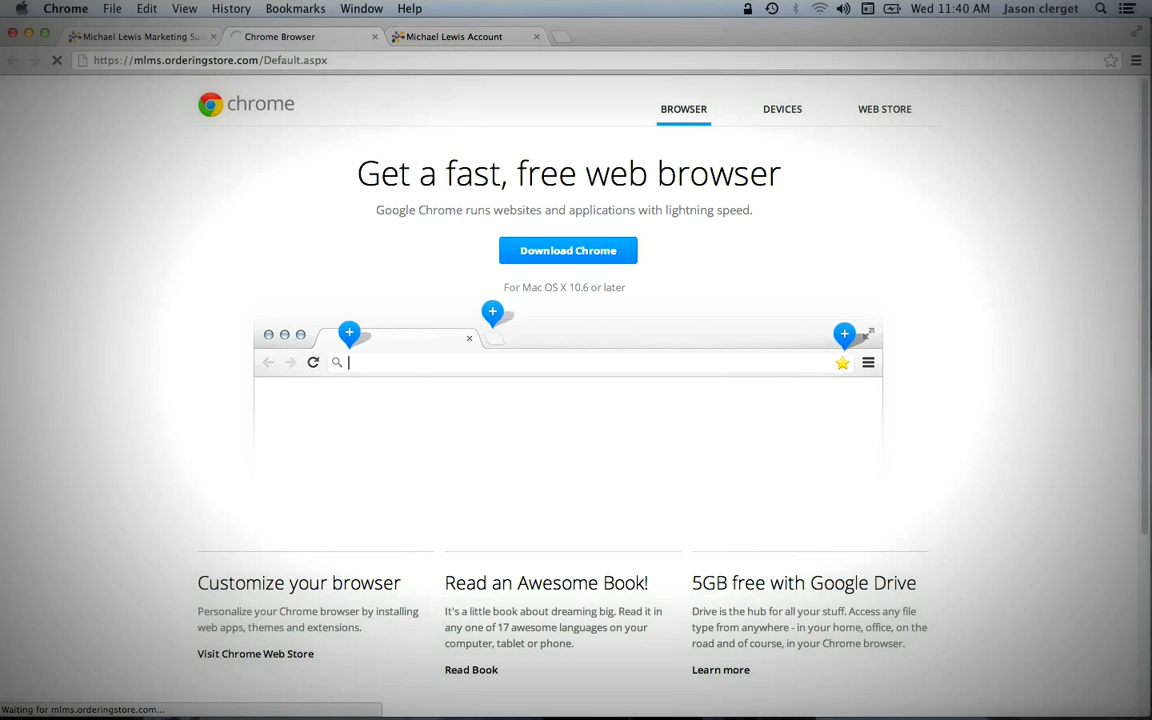 Chrome File Edit View History Bookmarks Window Help Wed 11:40 AM Jason clerget
Michael Lewis Marketing Su Chrome Browser Michael Lewis Account
https://mlms.orderingstore.com/Default.aspx
chrome BROWSER DEVICES WEB STORE
Get a fast, free web browser
Google Chrome runs websites and applications with lightning speed.
Download Chrome
For Mac OS X 10.6 or later
Customize your browser
Personalize your Chrome browser by installing
web apps, themes and extensions.
Visit Chrome Web Store
Read an Awesome Book!
It's a little book about dreaming big. Read it in
any one of 17 awesome languages on your
computer, tablet or phone.
Read Book
5GB free with Google Drive
Drive is the hub for all your stuff. Access any file
type from anywhere - in your home, office, on the
road and of course, in your Chrome browser.
Learn more
Waiting for mlms.orderingstore.com...